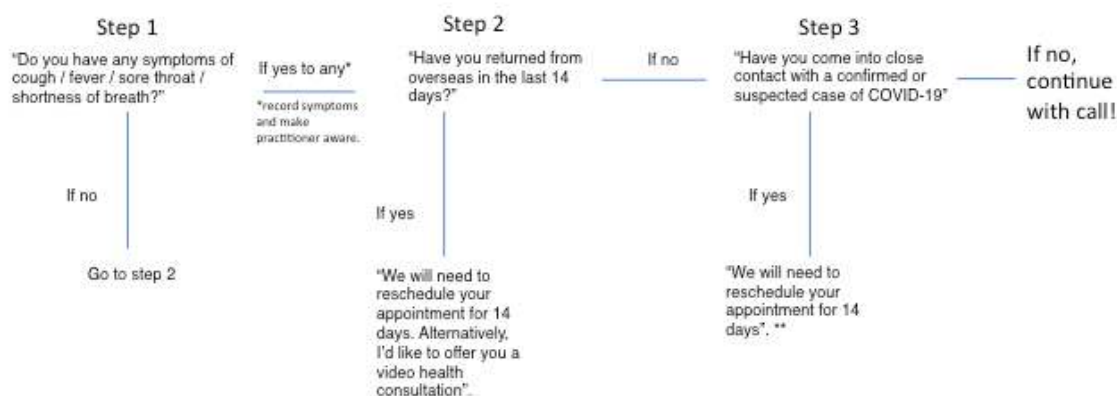 Step 1
"Do you have any symptoms of
cough / fever / sore throat /
shortness of breath?"
If yes to any*
*record symptoms
and make
practitioner aware.
If no
Go to step 2
Step 2
"Have you returned from
overseas in the last 14
days?"
If no
If yes
"We will need to
reschedule your
appointment for 14
days. Alternatively,
I'd like to offer you a
video health
consultation".
Step 3
"Have you come into close
contact with a confirmed or
suspected case of COVID-19"
If yes
"We will need to
reschedule your
appointment for 14
days". **
If no,
continue
with call!